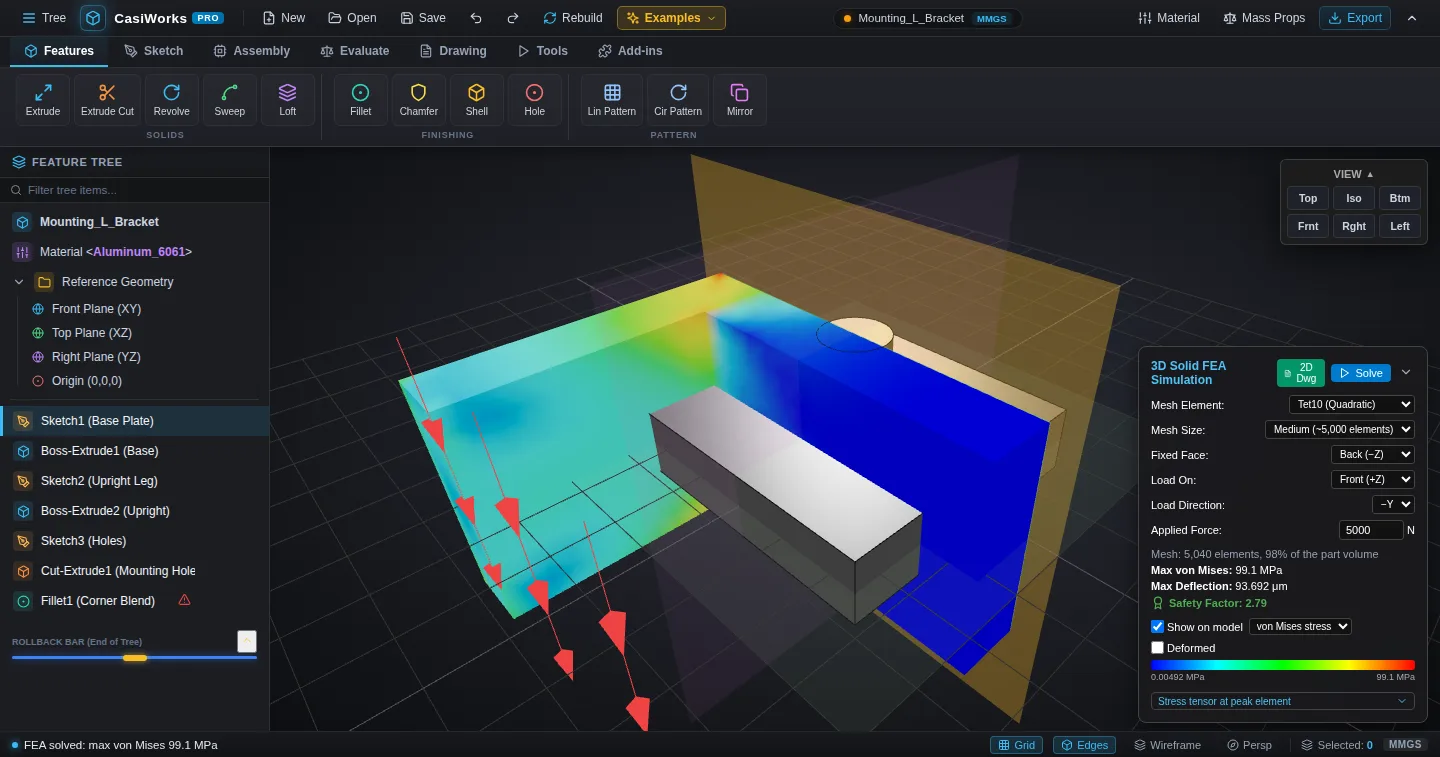 Tree CasiWorks PRO New Open Save Rebuild Examples Mounting_L_Bracket MMGS Material Mass Props Export
Features Sketch Assembly Evaluate Drawing Tools Add-ins
Extrude Extrude Cut Revolve Sweep Loft Fillet Chamfer Shell Hole Lin Pattern Cir Pattern Mirror
SOLIDS FINISHING PATTERN
FEATURE TREE
Filter tree items...
Mounting_L_Bracket
Material <Aluminum_6061>
Reference Geometry
Front Plane (XY)
Top Plane (XZ)
Right Plane (YZ)
Origin (0,0,0)
Sketch1 (Base Plate)
Boss-Extrude1 (Base)
Sketch2 (Upright Leg)
Boss-Extrude2 (Upright)
Sketch3 (Holes)
Cut-Extrude1 (Mounting Hole
Fillet1 (Corner Blend)
ROLLBACK BAR (End of Tree)
VIEW ▲
Top Iso Btm
Frnt Rght Left
3D Solid FEA
Simulation
2D
Dwg
Solve
Mesh Element: Tet10 (Quadratic)
Mesh Size: Medium (~5,000 elements)
Fixed Face: Back (−Z)
Load On: Front (+Z)
Load Direction: −Y
Applied Force: 5000 N
Mesh: 5,040 elements, 98% of the part volume
Max von Mises: 99.1 MPa
Max Deflection: 93.692 μm
Safety Factor: 2.79
Show on model von Mises stress
Deformed
0.00492 MPa 99.1 MPa
Stress tensor at peak element
FEA solved: max von Mises 99.1 MPa Grid Edges Wireframe Persp Selected: 0 MMGS